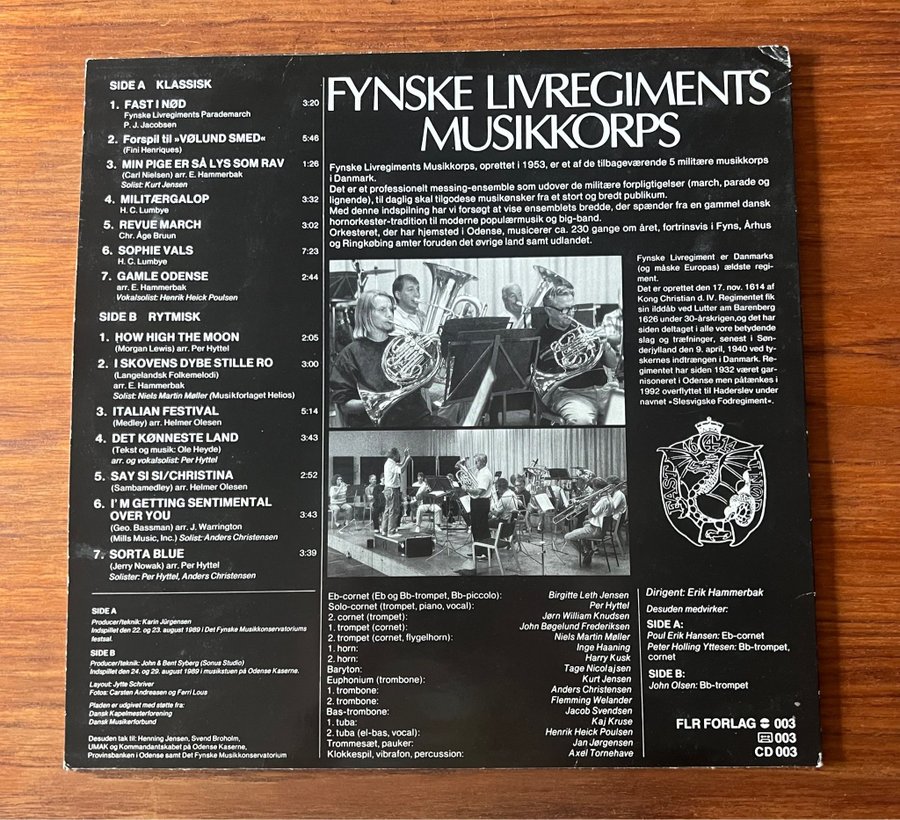 SIDE A KLASSISK
1. FAST I NØD 3:20
Fynske Livregiments Parademarch
P. J. Jacobsen
2. Forspil til »VØLUND SMED« 5:46
(Fini Henriques)
3. MIN PIGE ER SÅ LYS SOM RAV 1:26
(Carl Nielsen) arr. E. Hammerbak
Solist: Kurt Jensen
4. MILITÆRGALOP 3:32
H. C. Lumbye
5. REVUE MARCH 3:02
Chr. Åge Bruun
6. SOPHIE VALS 7:23
H. C. Lumbye
7. GAMLE ODENSE 2:44
arr. E. Hammerbak
Vokalsolist: Henrik Heick Poulsen
SIDE B RYTMISK
1. HOW HIGH THE MOON 2:05
(Morgan Lewis) arr. Per Hyttel
2. I SKOVENS DYBE STILLE RO 3:00
(Langelandsk Folkemelodi)
arr. E. Hammerbak
Solist: Niels Martin Møller (Musikforlaget Helios)
3. ITALIAN FESTIVAL 5:14
(Medley) arr. Helmer Olesen
4. DET KØNNESTE LAND 3:43
(Tekst og musik: Ole Heyde)
arr. og vokalsolist: Per Hyttel
5. SAY SI SI/CHRISTINA 2:52
(Sambamedley) arr. Helmer Olesen
6. I'M GETTING SENTIMENTAL
OVER YOU 3:43
(Geo. Bassman) arr. J. Warrington
(Mills Music, Inc.) Solist: Anders Christensen
7. SORTA BLUE 3:39
(Jerry Nowak) arr. Per Hyttel
Solister: Per Hyttel, Anders Christensen
SIDE A
Producer/teknik: Karin Jürgensen
Indspillet den 22. og 23. august 1989 i Det Fynske Musikkonservatoriums
festsal.
SIDE B
Producer/teknik: John & Bent Syberg (Sonus Studio)
Indspillet den 24. og 29. august 1989 i musikstuen på Odense Kaserne.
Layout: Jytte Schriver
Fotos: Carsten Andreasen og Ferri Lous
Pladen er udgivet med støtte fra:
Dansk Kapelmesterforening
Dansk Musikerforbund
Desuden tak til: Henning Jensen, Svend Broholm,
UMAK og Kommandantskabet på Odense Kaserne,
Provinsbanken i Odense samt Det Fynske Musikkonservatorium
FYNSKE LIVREGIMENTS
MUSIKKORPS
Fynske Livregiments Musikkorps, oprettet i 1953, er et af de tilbageværende 5 militære musikkorps
i Danmark.
Det er et professionelt messing-ensemble som udover de militære forpligtigelser (march, parade og
lignende), til daglig skal tilgodese musikønsker fra et stort og bredt publikum.
Med denne indspilning har vi forsøgt at vise ensemblets bredde, der spænder fra en gammel dansk
hornorkester-tradition til moderne populærmusik og big-band.
Orkesteret, der har hjemsted i Odense, musicerer ca. 230 gange om året, fortrinsvis i Fyns, Århus
og Ringkøbing amter foruden det øvrige land samt udlandet.
Fynske Livregiment er Danmarks
(og måske Europas) ældste regi-
ment.
Det er oprettet den 17. nov. 1614 af
Kong Christian d. IV. Regimentet fik
sin ilddåb ved Lutter am Barenberg
1626 under 30-årskrigen,og det har
siden deltaget i alle vore betydende
slag og træfninger, senest i Søn-
derjylland den 9. april, 1940 ved ty-
skernes indtrængen i Danmark. Re-
gimentet har siden 1932 været gar-
nisoneret i Odense men påtænkes i
1992 overflyttet til Haderslev under
navnet »Slesvigske Fodregiment«.
16 14
FAST I NØD
Eb-cornet (Eb og Bb-trompet, Bb-piccolo): Birgitte Leth Jensen
Solo-cornet (trompet, piano, vocal): Per Hyttel
2. cornet (trompet): Jørn William Knudsen
1. trompet (cornet): John Bøgelund Frederiksen
2. trompet (cornet, flygelhorn): Niels Martin Møller
1. horn: Inge Haaning
2. horn: Harry Kusk
Baryton: Tage Nicolajsen
Euphonium (trombone): Kurt Jensen
1. trombone: Anders Christensen
2. trombone: Flemming Welander
Bas-trombone: Jacob Svendsen
1. tuba: Kaj Kruse
2. tuba (el-bas, vocal): Henrik Heick Poulsen
Trommesæt, pauker: Jan Jørgensen
Klokkespil, vibrafon, percussion: Axel Tornehave
Dirigent: Erik Hammerbak
Desuden medvirker:
SIDE A:
Poul Erik Hansen: Eb-cornet
Peter Holling Yttesen: Bb-trompet,
cornet
SIDE B:
John Olsen: Bb-trompet
FLR FORLAG 003
003
CD 003